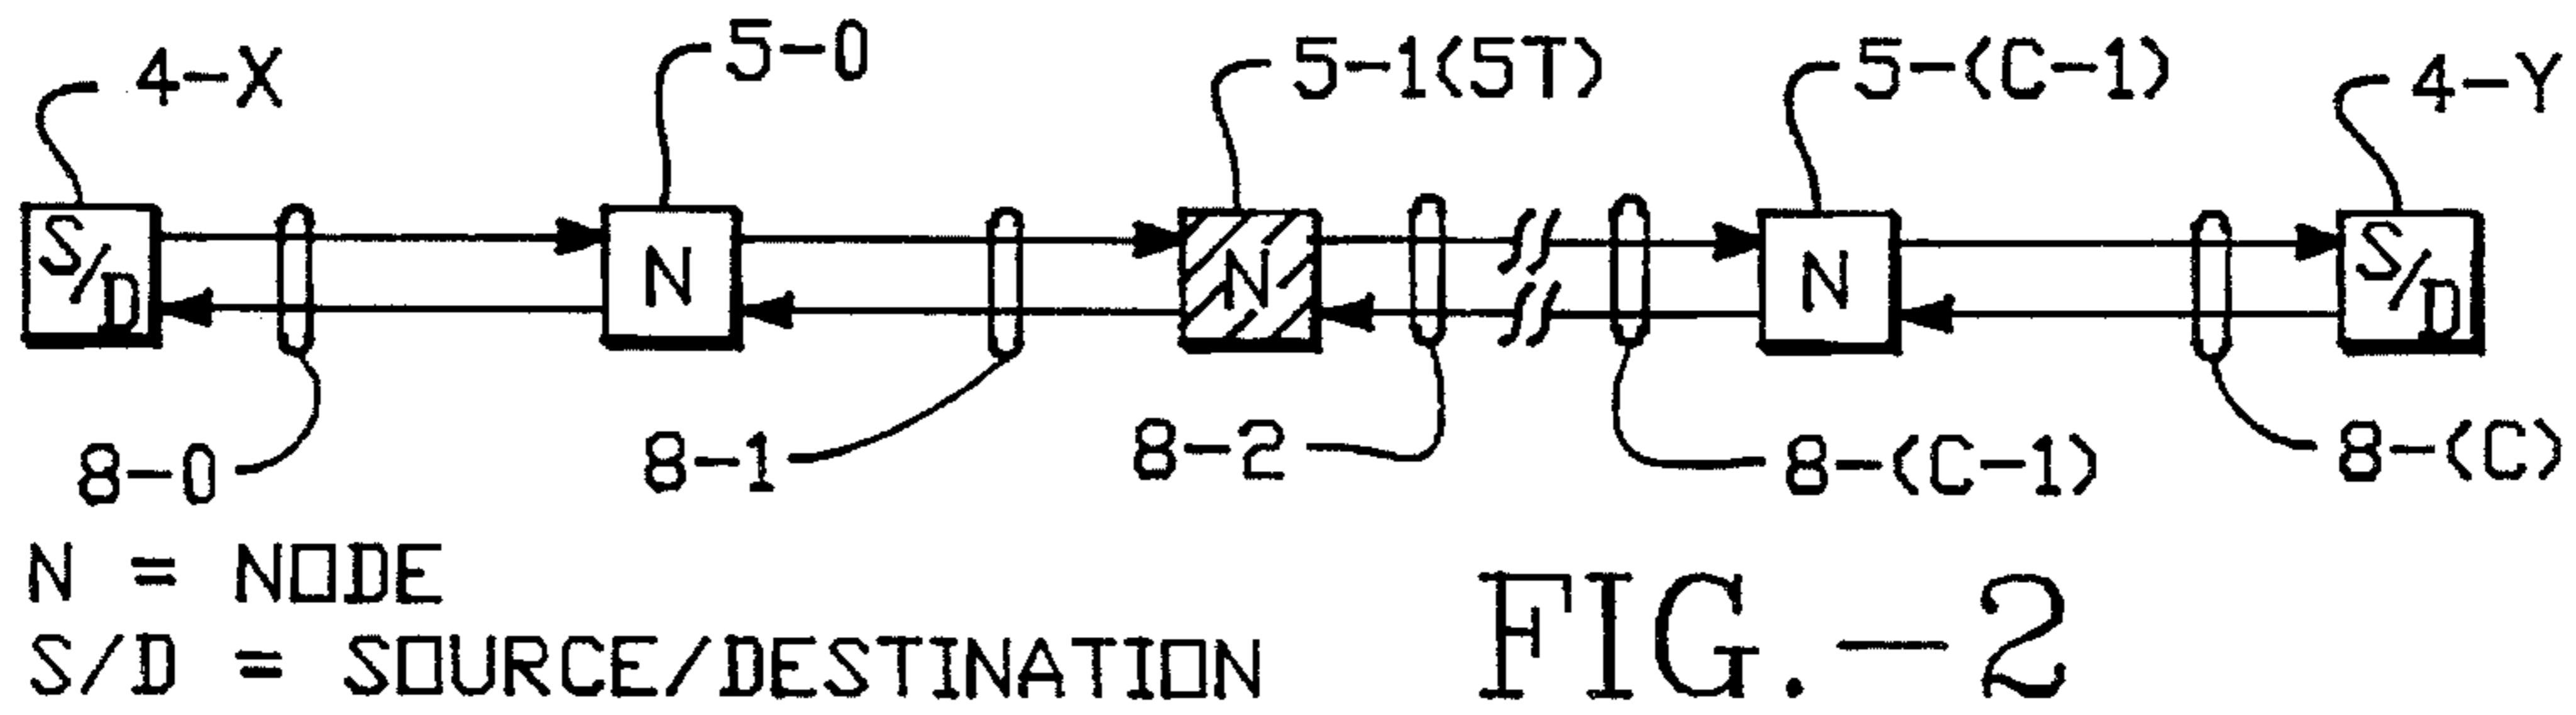 4-X 5-0 5-1(5T) 5-(C-1) 4-Y
S/D N N N S/D
8-0 8-1 8-2 8-(C-1) 8-(C)
N = NODE
S/D = SOURCE/DESTINATION
FIG.-2